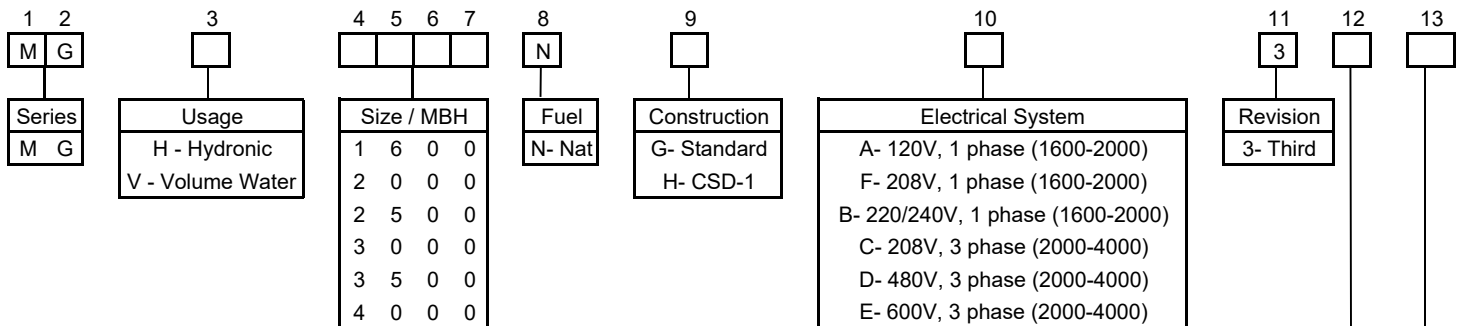 1 2 3 4 5 6 7 8 9 10 11 12 13
M G N 3
Series Usage Size / MBH Fuel Construction Electrical System Revision
M G H - Hydronic 1 6 0 0 N- Nat G- Standard A- 120V, 1 phase (1600-2000) 3- Third
V - Volume Water 2 0 0 0 H- CSD-1 F- 208V, 1 phase (1600-2000)
2 5 0 0 B- 220/240V, 1 phase (1600-2000)
3 0 0 0 C- 208V, 3 phase (2000-4000)
3 5 0 0 D- 480V, 3 phase (2000-4000)
4 0 0 0 E- 600V, 3 phase (2000-4000)